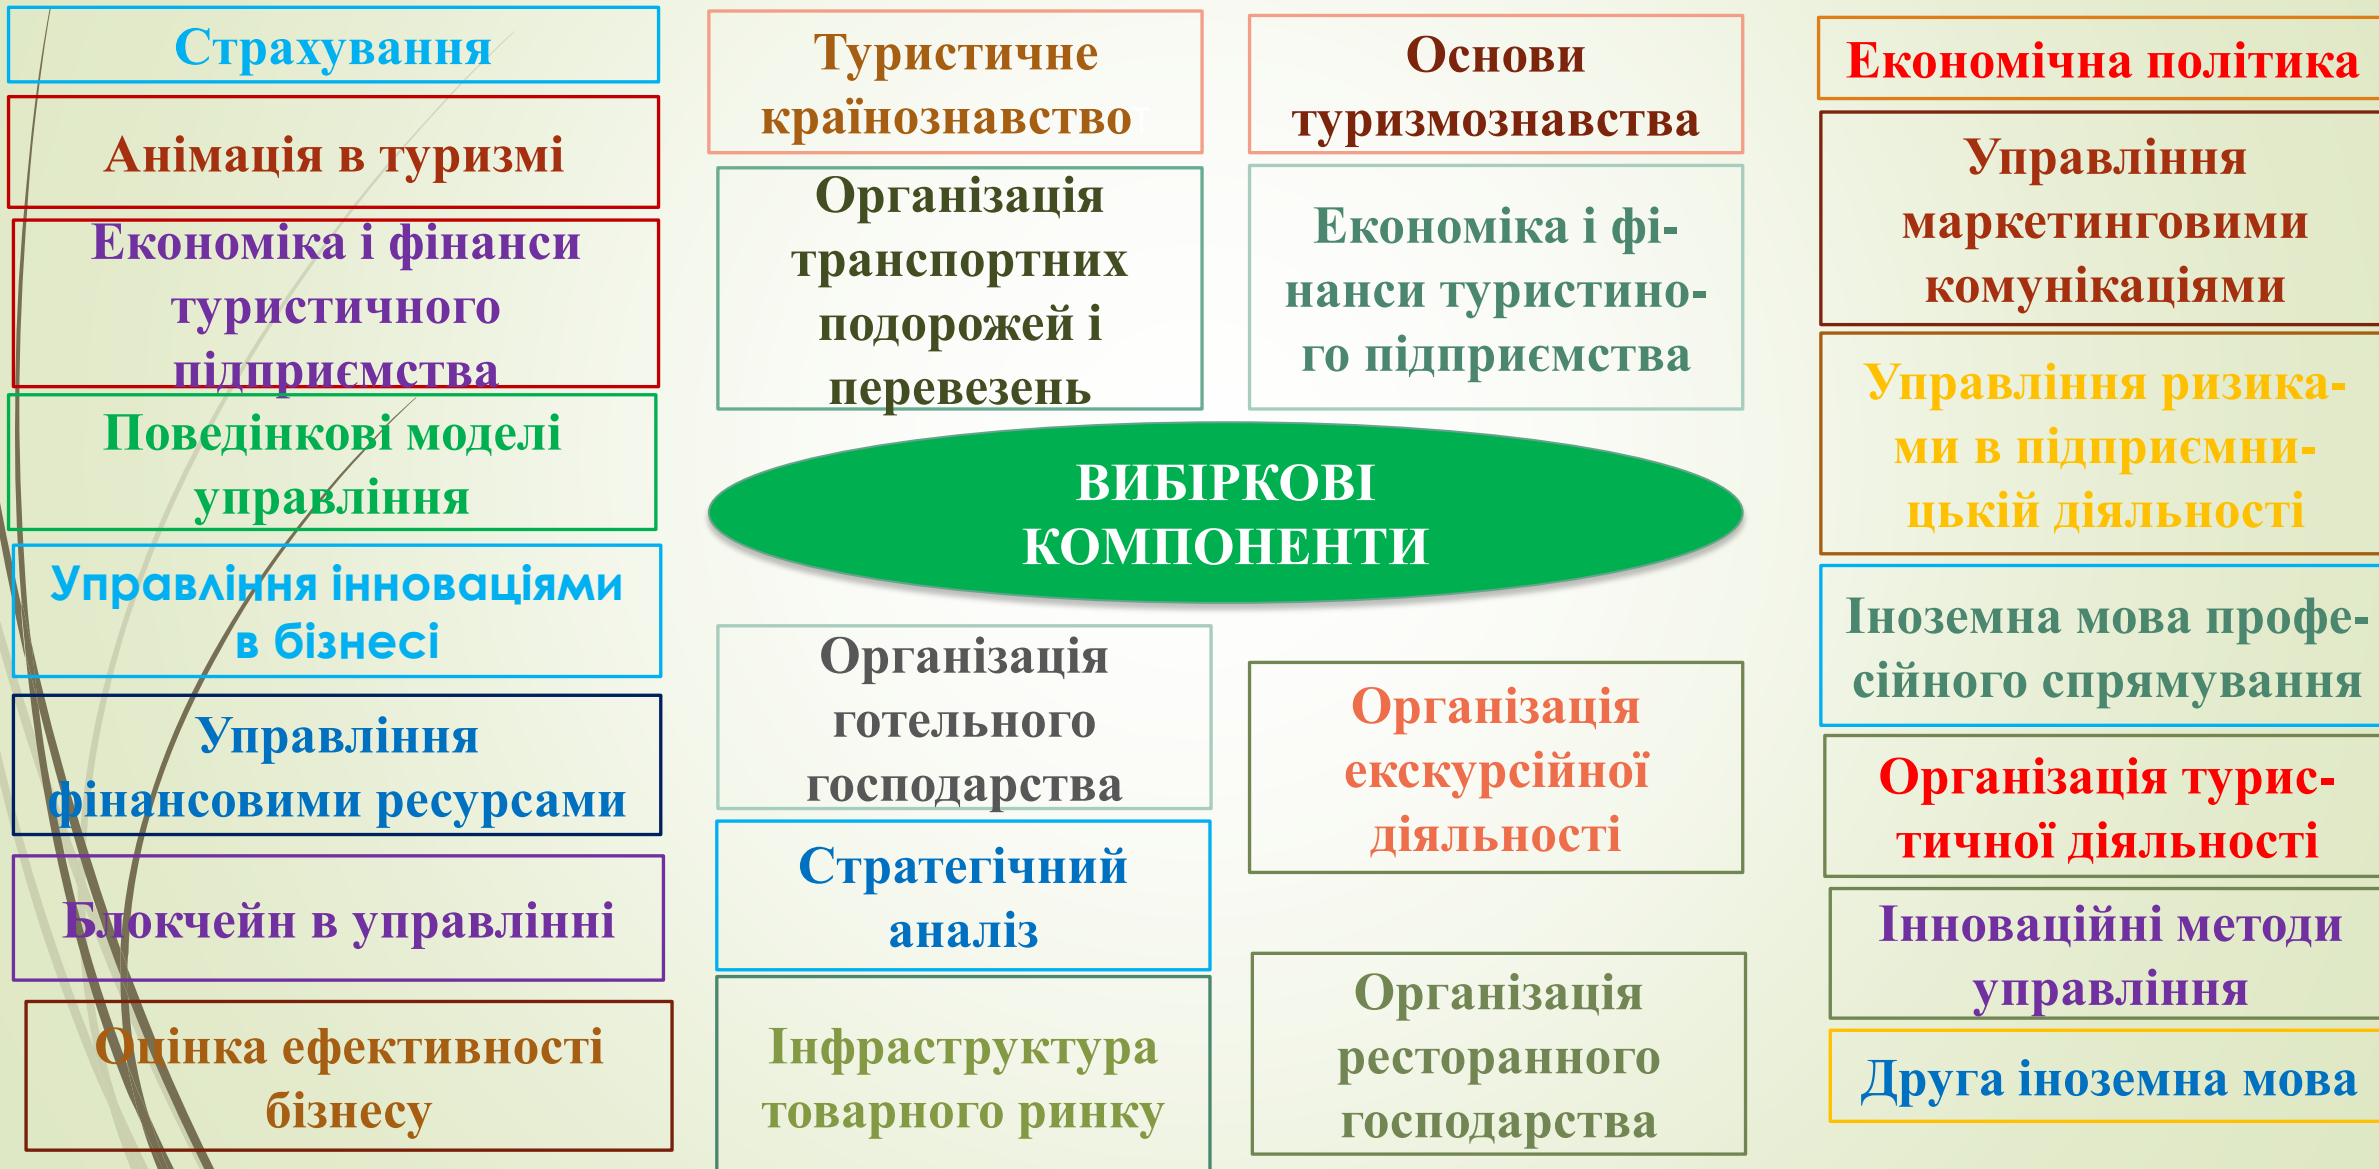 Страхування
Анімація в туризмі
Економіка і фінанси
туристичного
підприємства
Поведінкові моделі
управління
Управління інноваціями
в бізнесі
Управління
фінансовими ресурсами
Блокчейн в управлінні
Оцінка ефективності
бізнесу
Туристичне
країнознавствот
Організація
транспортних
подорожей і
перевезень
Основи
туризмознавства
Економіка і фі-
нанси туристино-
го підприємства
ВИБІРКОВІ
КОМПОНЕНТИ
Організація
готельного
господарства
Стратегічний
аналіз
Інфраструктура
товарного ринку
Організація
екскурсійної
діяльності
Організація
ресторанного
господарства
Економічна політика
Управління
маркетинговими
комунікаціями
Управління ризика-
ми в підприємни-
цькій діяльності
Іноземна мова профе-
сійного спрямування
Організація турис-
тичної діяльності
Інноваційні методи
управління
Друга іноземна мова